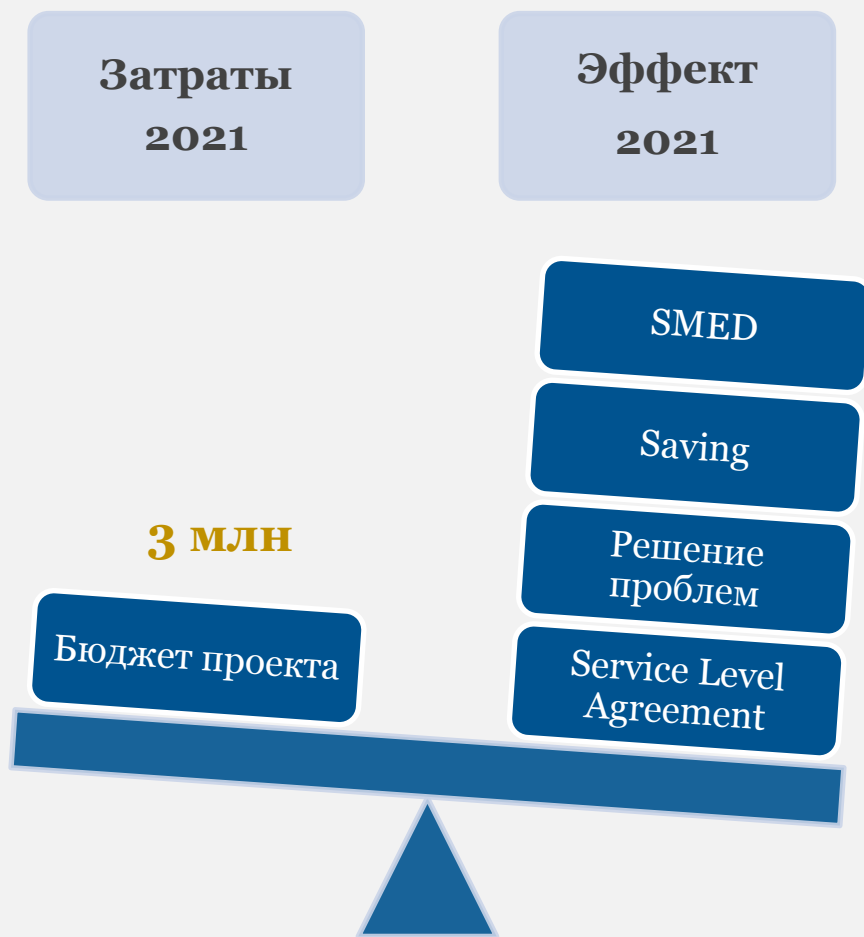 Затраты
2021
Эффект
2021
SMED
Saving
Решение
проблем
Service Level
Agreement
3 млн
Бюджет проекта